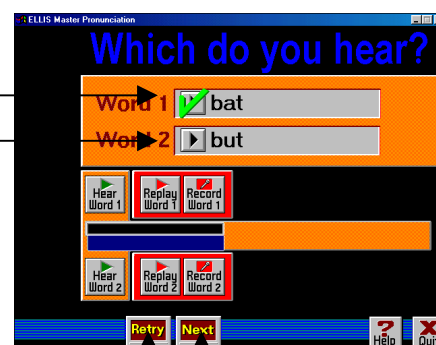 ELLIS Master Pronunciation
Which do you hear?
Word 1 bat
Word 2 but
Hear Word 1 Replay Word 1 Record Word 1
Hear Word 2 Replay Word 2 Record Word 2
Retry Next Help Quit